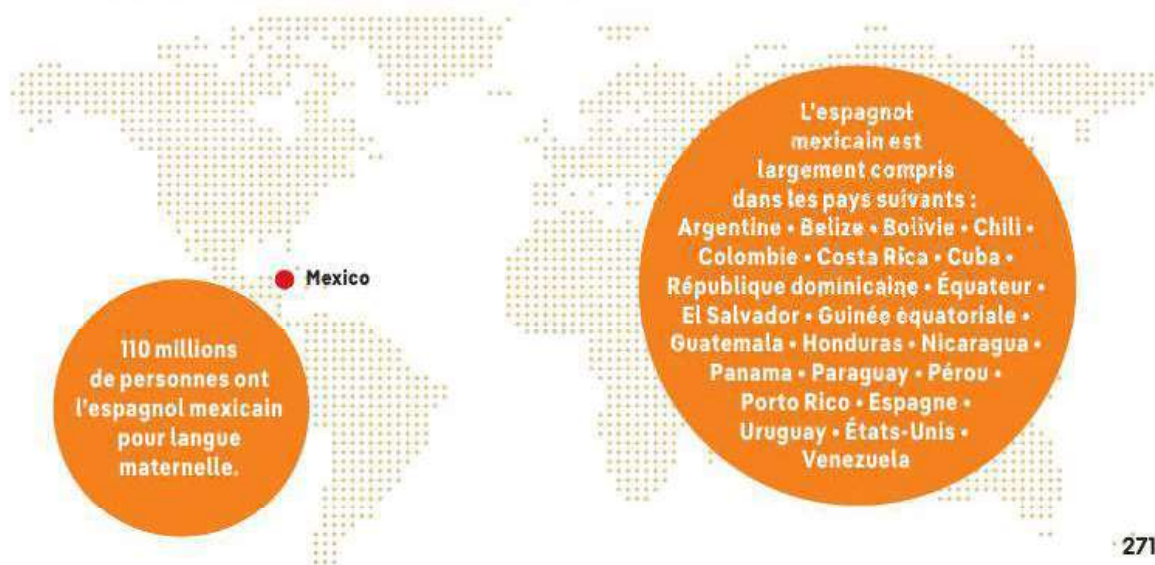 L'espagnol
mexicain est
largement compris
dans les pays suivants :
Argentine • Belize • Bolivie • Chili •
Colombie • Costa Rica • Cuba •
République dominicaine • Équateur •
El Salvador • Guinée équatoriale •
Guatemala • Honduras • Nicaragua •
Panama • Paraguay • Pérou •
Porto Rico • Espagne •
Uruguay • États-Unis •
Venezuela
Mexico
110 millions
de personnes ont
l'espagnol mexicain
pour langue
maternelle.
271